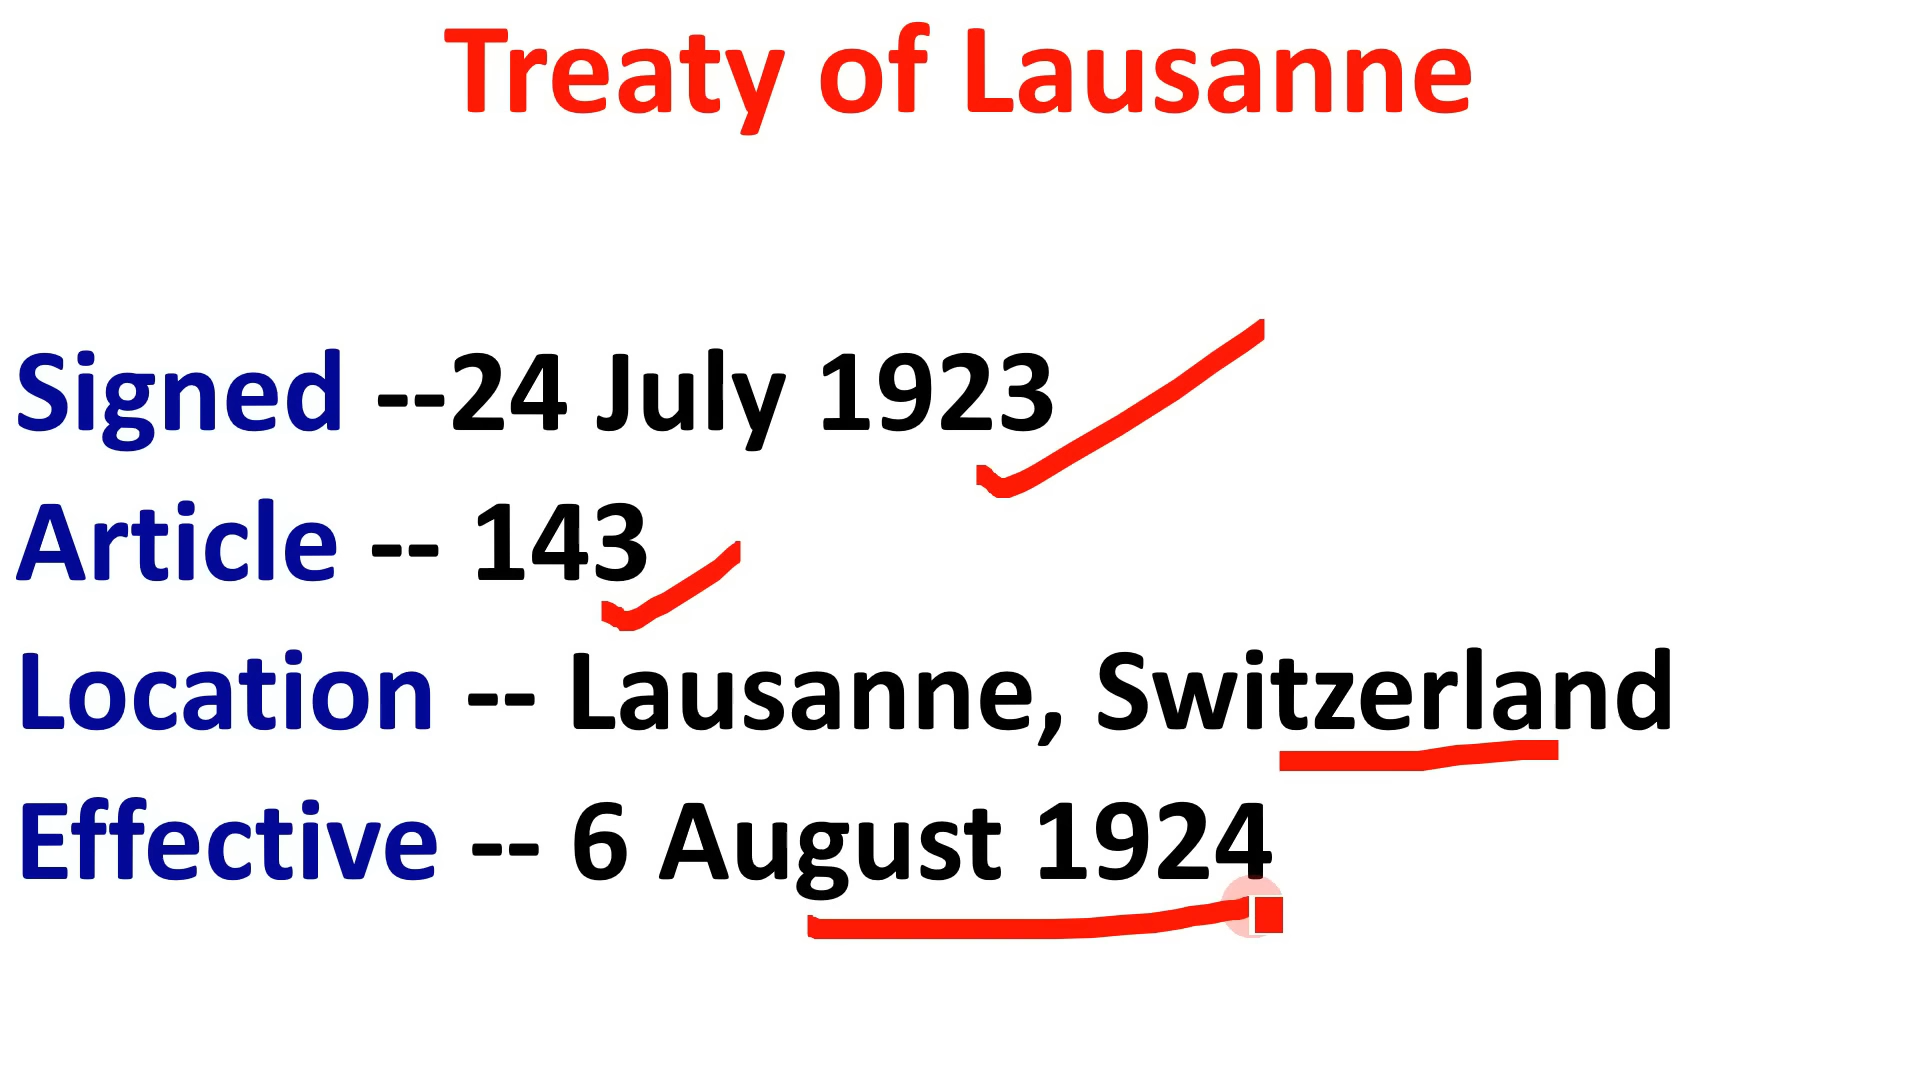 Treaty of Lausanne
Signed --24 July 1923
Article -- 143
Location -- Lausanne, Switzerland
Effective -- 6 August 1924